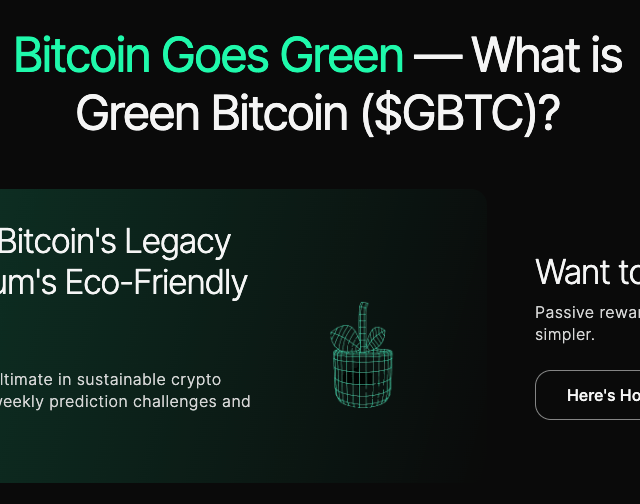 Bitcoin Goes Green — What is
Green Bitcoin ($GBTC)?
Bitcoin's Legacy
um's Eco-Friendly
ltimate in sustainable crypto
weekly prediction challenges and
Want to
Passive rewar
simpler.
Here's Ho